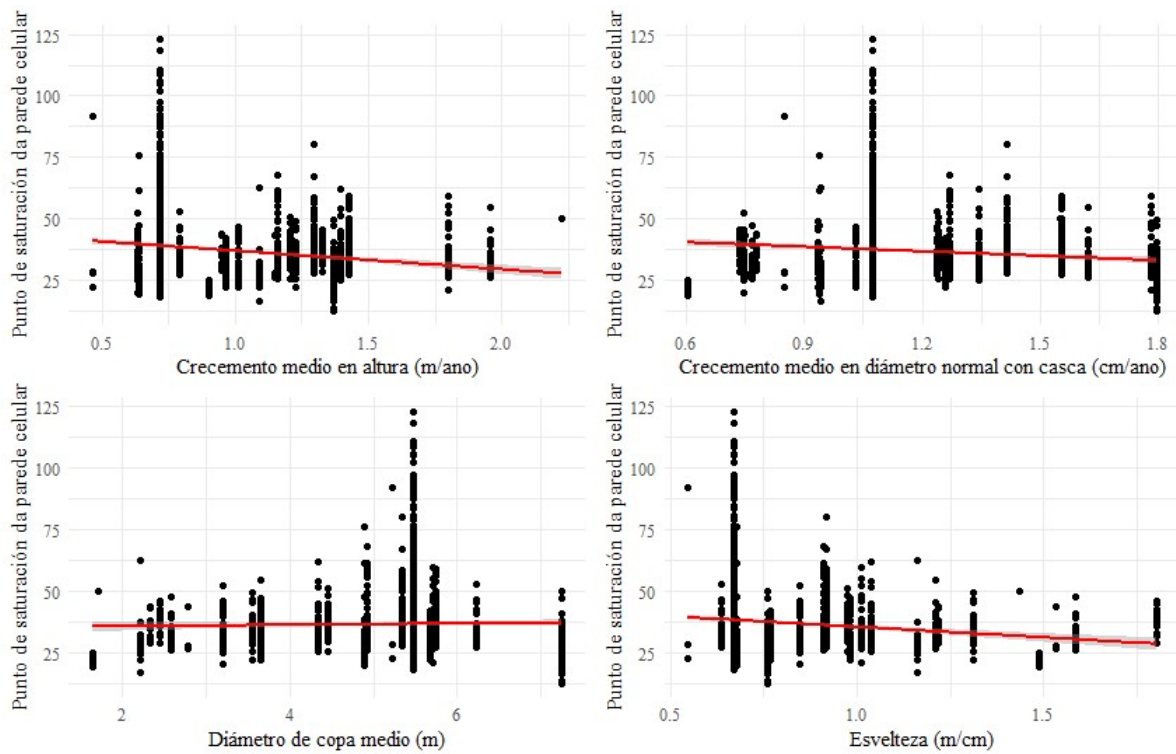 Punto de saturación da parede celular
125
100
75
50
25
0.5 1.0 1.5 2.0
Crecemento medio en altura (m/ano)
Punto de saturación da parede celular
125
100
75
50
25
0.6 0.9 1.2 1.5 1.8
Crecemento medio en diámetro normal con casca (cm/ano)
Punto de saturación da parede celular
125
100
75
50
25
2 4 6
Diámetro de copa medio (m)
Punto de saturación da parede celular
125
100
75
50
25
0.5 1.0 1.5
Esvelteza (m/cm)